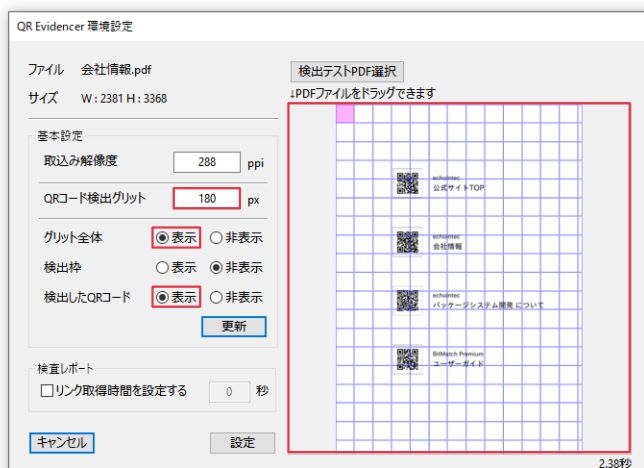 QR Evidencer 環境設定
ファイル 会社情報.pdf
サイズ W : 2381 H : 3368
検出テストPDF選択
↓PDFファイルをドラッグできます
基本設定
取込み解像度 288 ppi
QRコード検出グリット 180 px
グリット全体 表示 非表示
検出枠 表示 非表示
検出したQRコード 表示 非表示
更新
検査レポート
リンク取得時間を設定する 0 秒
キャンセル 設定
echointec
公式サイトTOP
echointec
会社情報
echointec
パッケージシステム開発 について
BitMatch Premium
ユーザーガイド
2.38秒